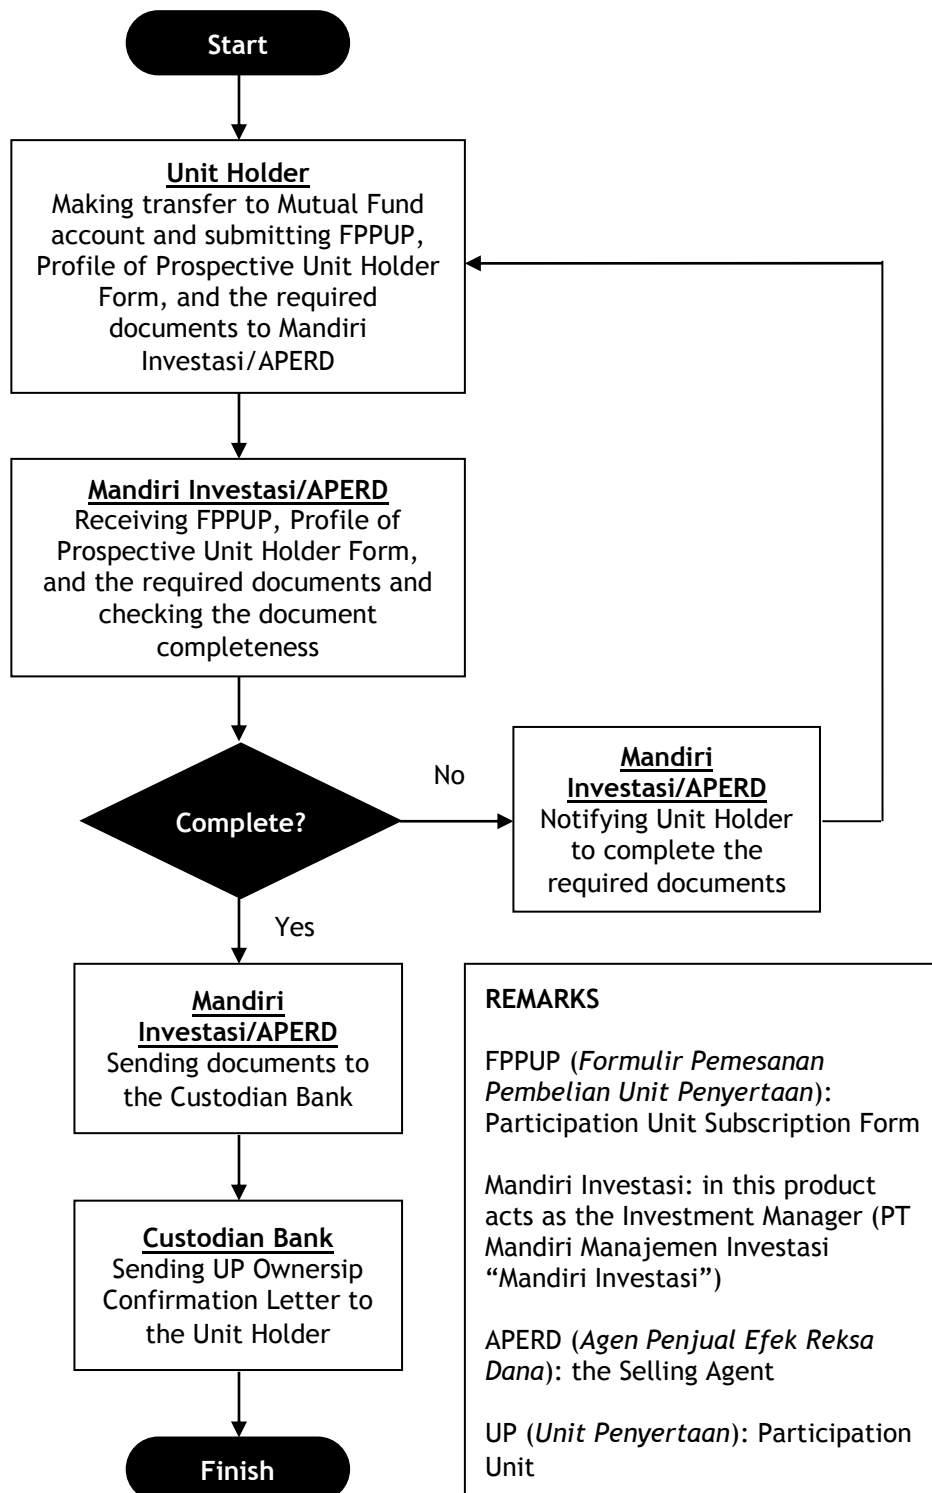 Start
Unit Holder
Making transfer to Mutual Fund
account and submitting FPPUP,
Profile of Prospective Unit Holder
Form, and the required
documents to Mandiri
Investasi/APERD
Mandiri Investasi/APERD
Receiving FPPUP, Profile of
Prospective Unit Holder Form,
and the required documents and
checking the document
completeness
Complete?
No
Mandiri
Investasi/APERD
Notifying Unit Holder
to complete the
required documents
Yes
Mandiri
Investasi/APERD
Sending documents to
the Custodian Bank
Custodian Bank
Sending UP Ownersip
Confirmation Letter to
the Unit Holder
Finish
REMARKS
FPPUP (Formulir Pemesanan
Pembelian Unit Penyertaan):
Participation Unit Subscription Form
Mandiri Investasi: in this product
acts as the Investment Manager (PT
Mandiri Manajemen Investasi
“Mandiri Investasi”)
APERD (Agen Penjual Efek Reksa
Dana): the Selling Agent
UP (Unit Penyertaan): Participation
Unit